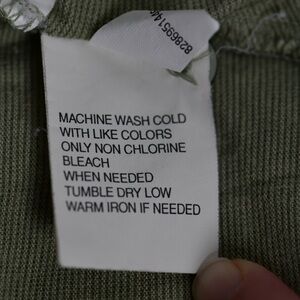 MACHINE WASH COLD
WITH LIKE COLORS
ONLY NON CHLORINE
BLEACH
WHEN NEEDED
TUMBLE DRY LOW
WARM IRON IF NEEDED